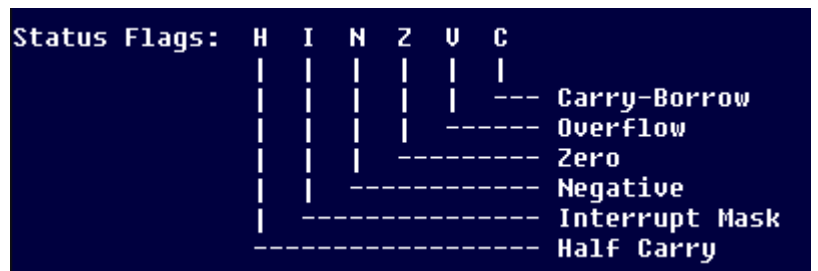 Status Flags: H I N Z V C
Carry-Borrow
Overflow
Zero
Negative
Interrupt Mask
Half Carry